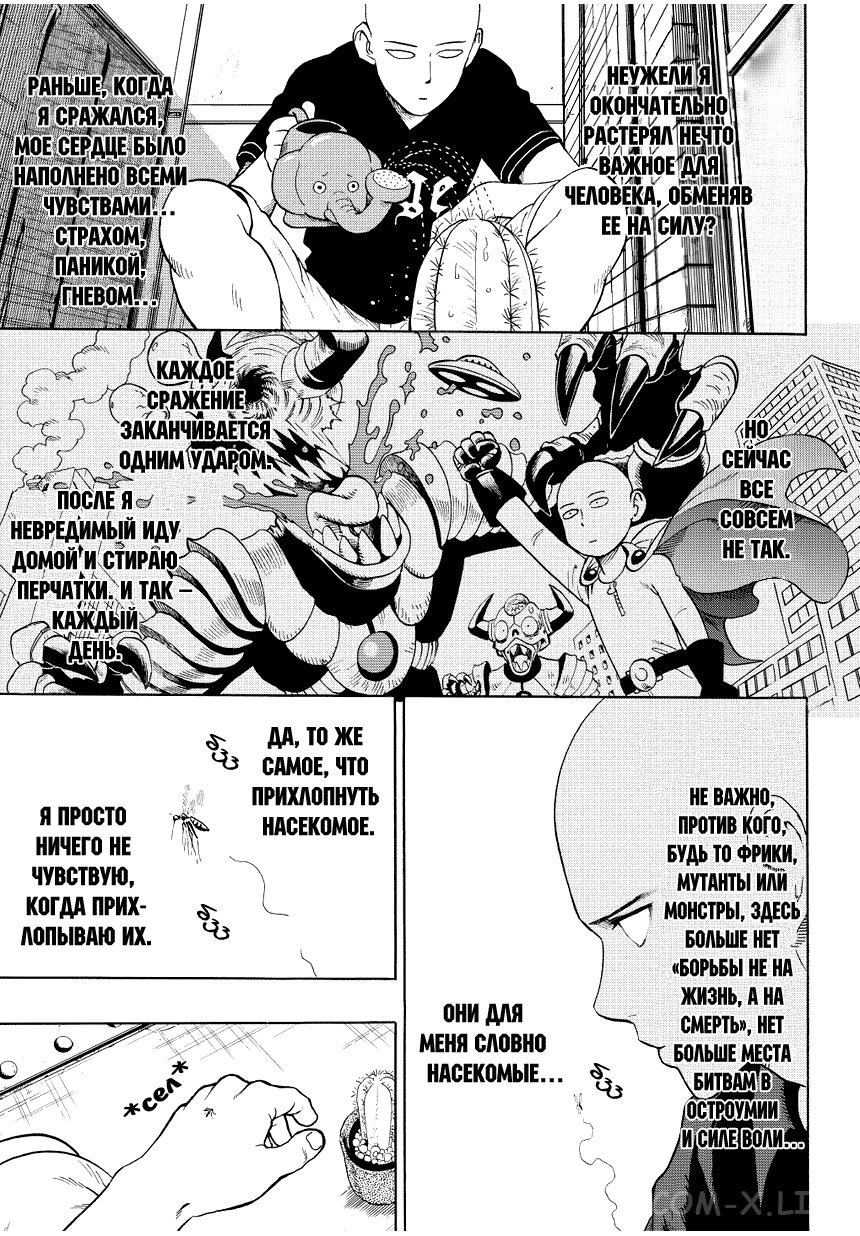 НЕУЖЕЛИ Я
ОКОНЧАТЕЛЬНО
РАСТЕРЯЛ НЕЧТО
ВАЖНОЕ ДЛЯ
ЧЕЛОВЕКА, ОБМЕНЯВ
ЕЕ НА СИЛУ?
РАНЬШЕ, КОГДА
Я СРАЖАЛСЯ,
МОЕ СЕРДЦЕ БЫЛО
НАПОЛНЕНО ВСЕМИ
ЧУВСТВАМИ...
СТРАХОМ,
ПАНИКОЙ,
ГНЕВОМ...
НО
СЕЙЧАС
ВСЕ
СОВСЕМ
НЕ ТАК.
КАЖДОЕ
СРАЖЕНИЕ
ЗАКАНЧИВАЕТСЯ
ОДНИМ УДАРОМ.
ПОСЛЕ Я
НЕВРЕДИМЫЙ ИДУ
ДОМОЙ И СТИРАЮ
ПЕРЧАТКИ. И ТАК –
КАЖДЫЙ
ДЕНЬ.
НЕ ВАЖНО,
ПРОТИВ КОГО,
БУДЬ ТО ФРИКИ,
МУТАНТЫ ИЛИ
МОНСТРЫ, ЗДЕСЬ
БОЛЬШЕ НЕТ
«БОРЬБЫ НЕ НА
ЖИЗНЬ, А НА
СМЕРТЬ», НЕТ
БОЛЬШЕ МЕСТА
БИТВАМ В
ОСТРОУМИИ
И СИЛЕ ВОЛИ...
ОНИ ДЛЯ
МЕНЯ СЛОВНО
НАСЕКОМЫЕ...
бзз
ДА, ТО ЖЕ
САМОЕ, ЧТО
ПРИХЛОПНУТЬ
НАСЕКОМОЕ.
бзз
бзз
Я ПРОСТО
НИЧЕГО НЕ
ЧУВСТВУЮ,
КОГДА ПРИХ-
ЛОПЫВАЮ ИХ.
*сел*
COM-X.LI